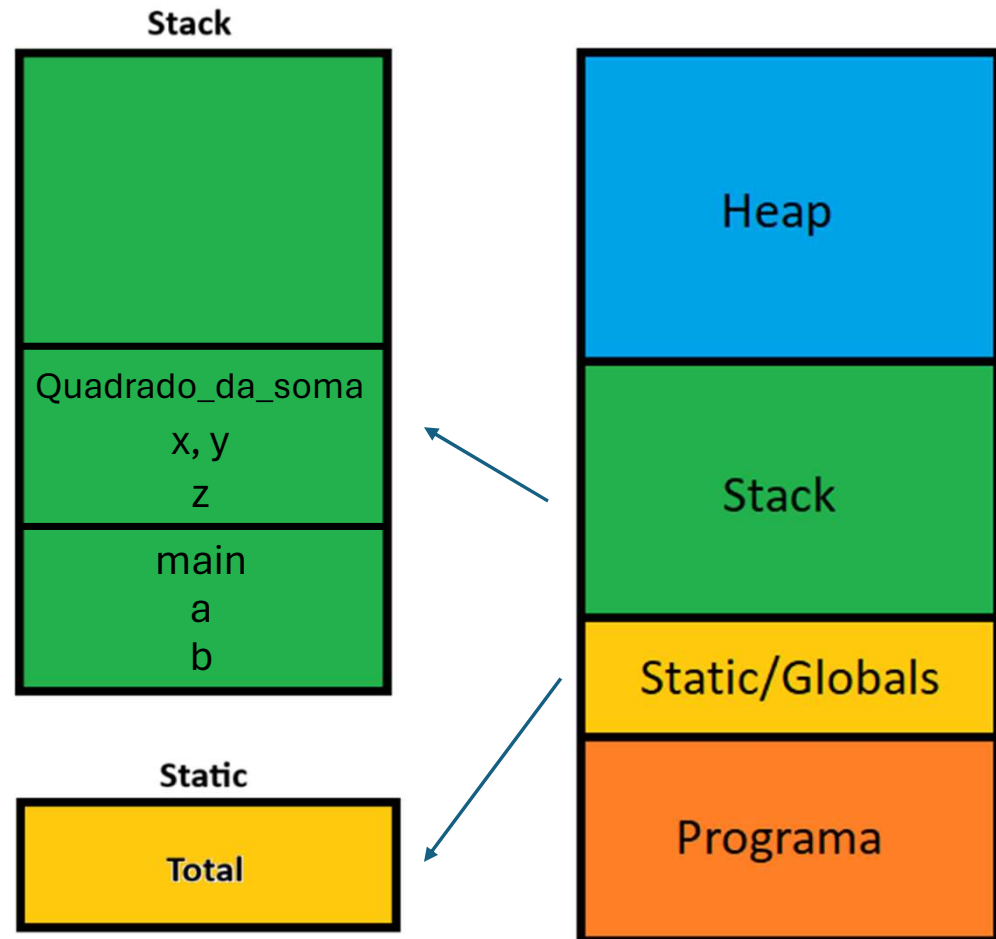 Stack
Quadrado_da_soma
x, y
z
main
a
b
Static
Total
Heap
Stack
Static/Globals
Programa